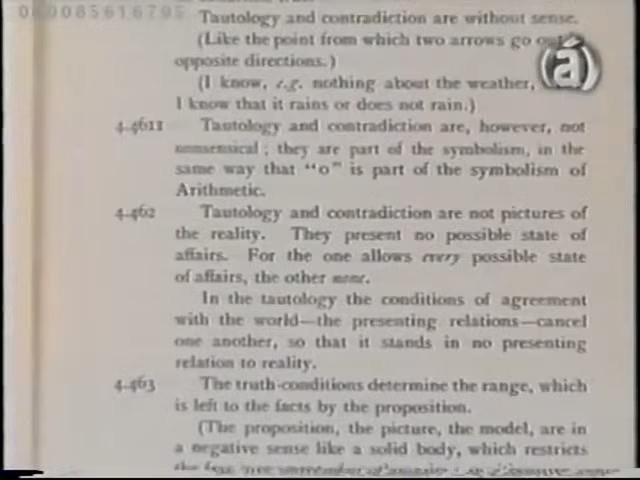 060085616795
Tautology and contradiction are without sense.
(Like the point from which two arrows go out
opposite directions.)
(I know, e.g. nothing about the weather,
I know that it rains or does not rain.)
(á)
4.4611 Tautology and contradiction are, however, not
nonsensical; they are part of the symbolism, in the
same way that "o" is part of the symbolism of
Arithmetic.
4.462 Tautology and contradiction are not pictures of
the reality. They present no possible state of
affairs. For the one allows every possible state
of affairs, the other none.
In the tautology the conditions of agreement
with the world—the presenting relations—cancel
one another, so that it stands in no presenting
relation to reality.
4.463 The truth-conditions determine the range, which
is left to the facts by the proposition.
(The proposition, the picture, the model, are in
a negative sense like a solid body, which restricts
the